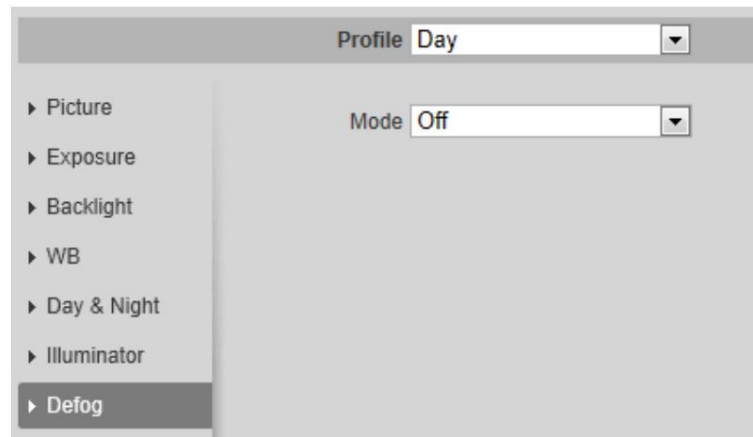 Profile Day
Picture
Mode Off
Exposure
Backlight
WB
Day & Night
Illuminator
Defog